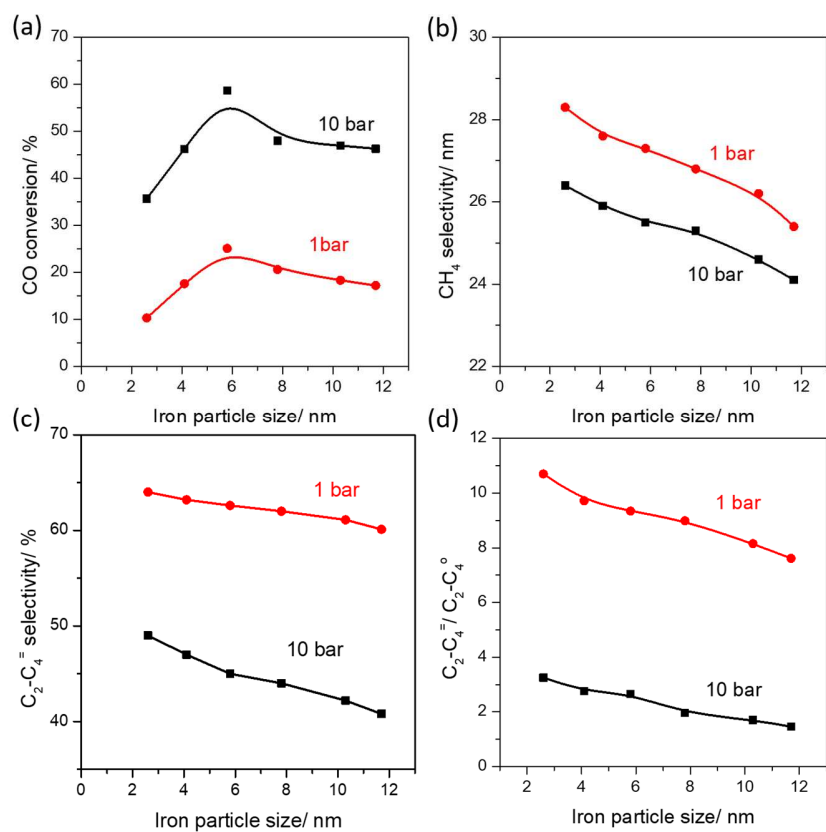 (a)
70
60
50
40
30
20
10
0
CO conversion/ %
10 bar
1bar
0 2 4 6 8 10 12
Iron particle size/ nm
(b)
30
28
26
24
22
CH₄ selectivity/ nm
1 bar
10 bar
0 2 4 6 8 10 12
Iron particle size/ nm
(c)
70
60
50
40
C₂-C₄⁼ selectivity/ %
1 bar
10 bar
0 2 4 6 8 10 12
Iron particle size/ nm
(d)
12
10
8
6
4
2
0
C₂-C₄⁼/ C₂-C₄º
1 bar
10 bar
2 4 6 8 10 12
Iron particle size/ nm